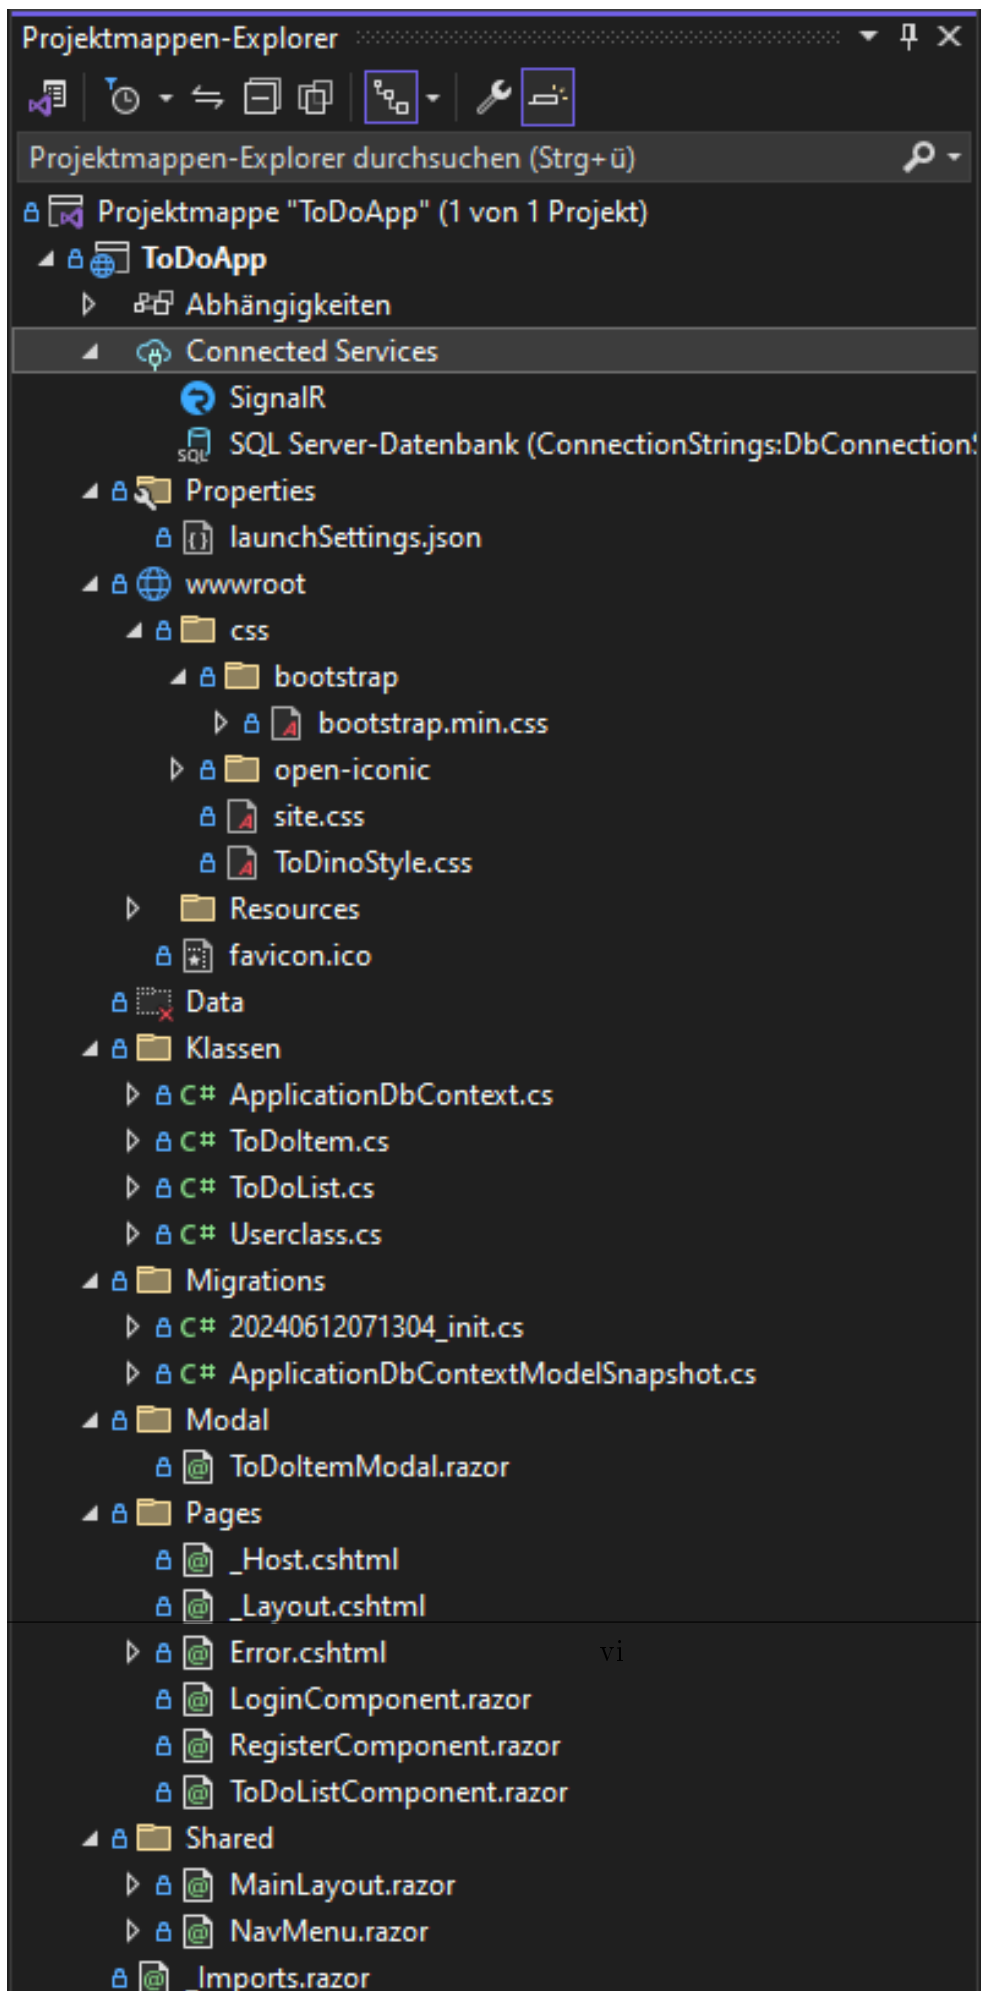 Projektmappen-Explorer
Projektmappen-Explorer durchsuchen (Strg+ü)
Projektmappe "ToDoApp" (1 von 1 Projekt)
ToDoApp
Abhängigkeiten
Connected Services
SignalR
SQL Server-Datenbank (ConnectionStrings:DbConnection
Properties
launchSettings.json
wwwroot
css
bootstrap
bootstrap.min.css
open-iconic
site.css
ToDinoStyle.css
Resources
favicon.ico
Data
Klassen
C# ApplicationDbContext.cs
C# ToDoItem.cs
C# ToDoList.cs
C# Userclass.cs
Migrations
C# 20240612071304_init.cs
C# ApplicationDbContextModelSnapshot.cs
Modal
ToDoItemModal.razor
Pages
_Host.cshtml
_Layout.cshtml
Error.cshtml vi
LoginComponent.razor
RegisterComponent.razor
ToDoListComponent.razor
Shared
MainLayout.razor
NavMenu.razor
_Imports.razor